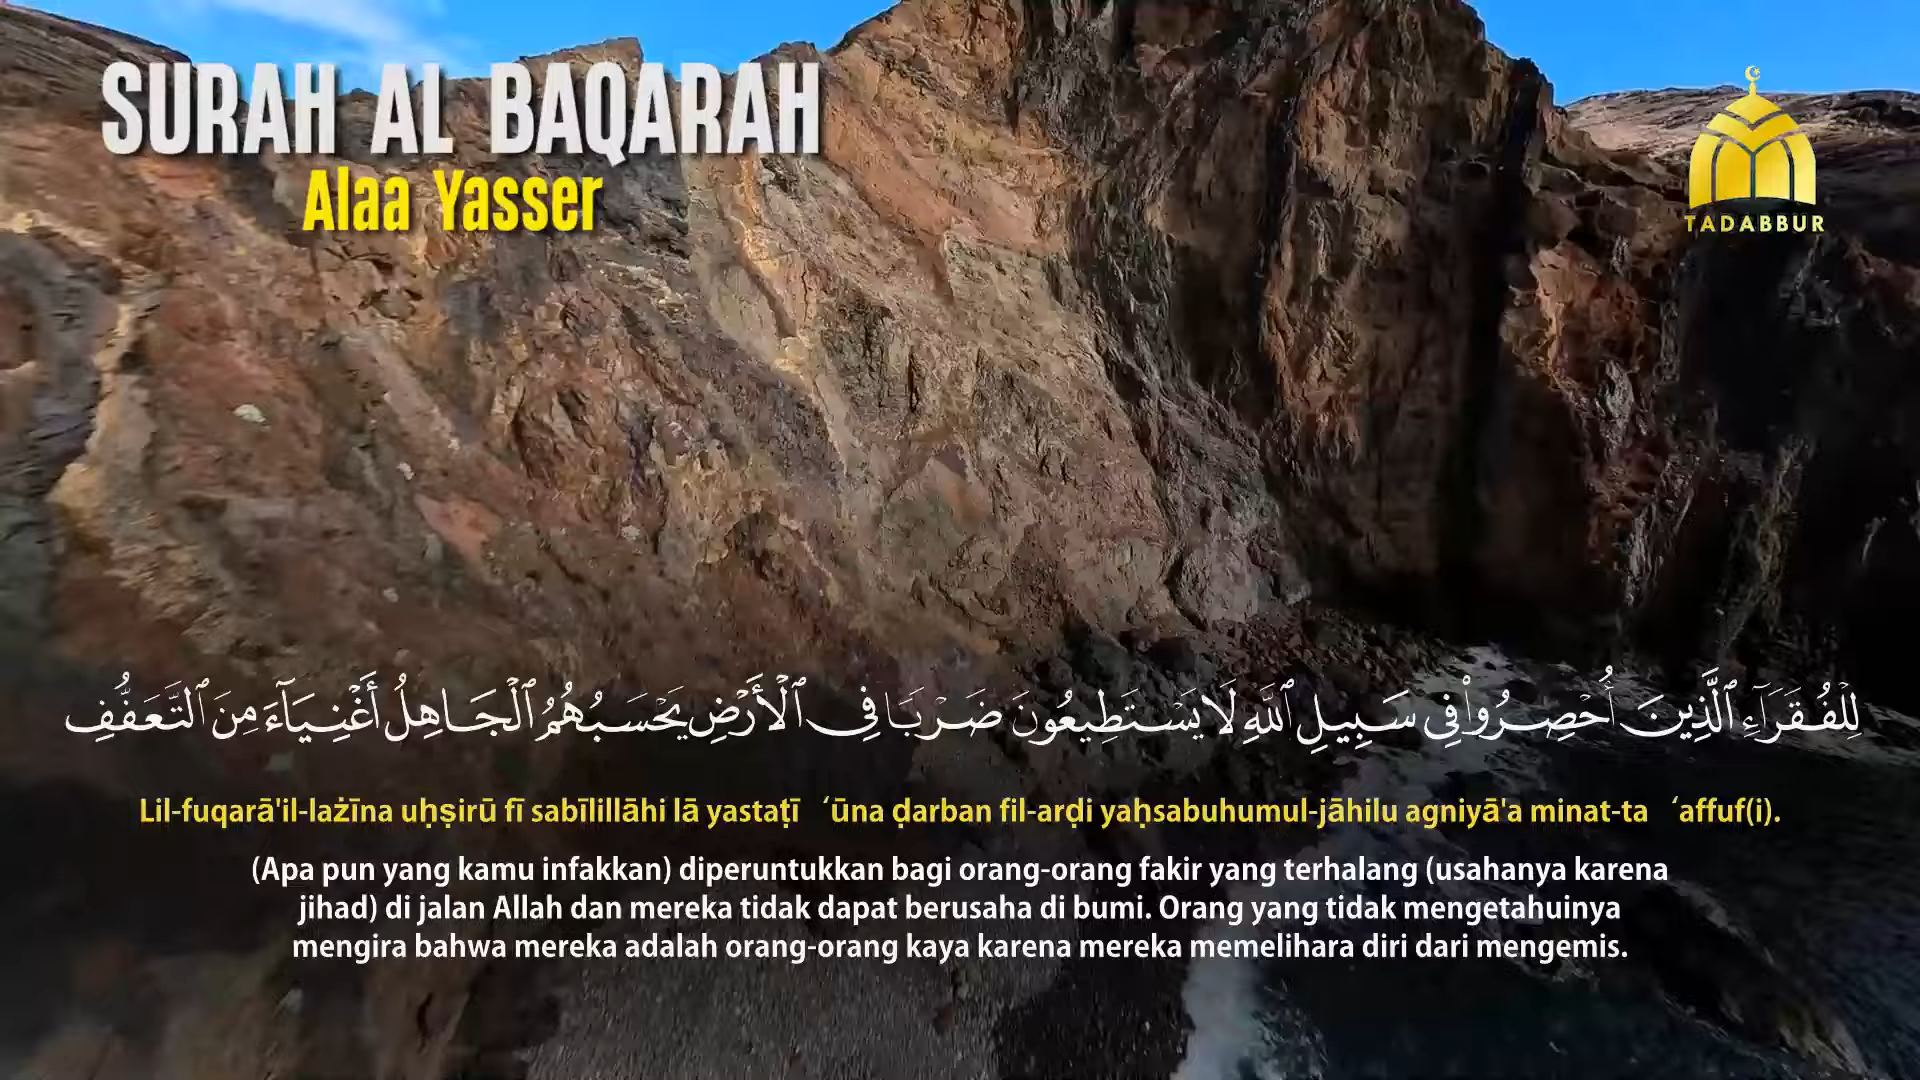 SURAH AL BAQARAH
Alaa Yasser
TADABBUR
لِلْفُقَرَآءِ ٱلَّذِينَ أُحْصِرُوا۟ فِى سَبِيلِ ٱللَّهِ لَا يَسْتَطِيعُونَ ضَرْبًا فِى ٱلْأَرْضِ يَحْسَبُهُمُ ٱلْجَاهِلُ أَغْنِيَآءَ مِنَ ٱلتَّعَفُّفِ
Lil-fuqarā'il-lażīna uḥṣirū fī sabīlillāhi lā yastaṭī ‘ūna ḍarban fil-arḍi yaḥsabuhumul-jāhilu agniyā'a minat-ta ‘affuf(i).
(Apa pun yang kamu infakkan) diperuntukkan bagi orang-orang fakir yang terhalang (usahanya karena
jihad) di jalan Allah dan mereka tidak dapat berusaha di bumi. Orang yang tidak mengetahuinya
mengira bahwa mereka adalah orang-orang kaya karena mereka memelihara diri dari mengemis.